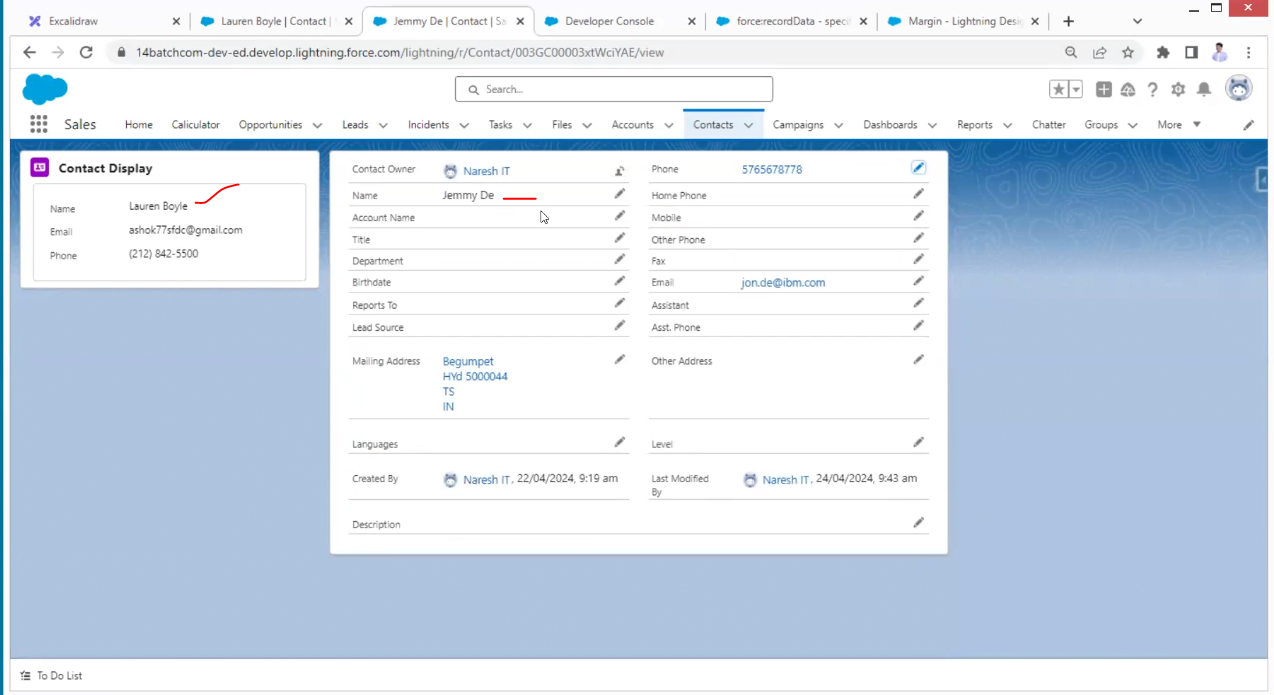 Excalidraw
Lauren Boyle | Contact |
Jemmy De | Contact | Sa
Developer Console
force:recordData - specif
Margin - Lightning Desig
14batchcom-dev-ed.develop.lightning.force.com/lightning/r/Contact/003GC00003xtWciYAE/view
Search...
Sales
Home
Calculator
Opportunities
Leads
Incidents
Tasks
Files
Accounts
Contacts
Campaigns
Dashboards
Reports
Chatter
Groups
More
Contact Display
Name Lauren Boyle
Email ashok77sfdc@gmail.com
Phone (212) 842-5500
Contact Owner Naresh IT
Phone 5765678778
Name Jemmy De
Home Phone
Account Name
Mobile
Title
Other Phone
Department
Fax
Birthdate
Email jon.de@ibm.com
Reports To
Assistant
Lead Source
Asst. Phone
Mailing Address Begumpet
HYd 5000044
TS
IN
Other Address
Languages
Level
Created By Naresh IT, 22/04/2024, 9:19 am
Last Modified
By
Naresh IT, 24/04/2024, 9:43 am
Description
To Do List